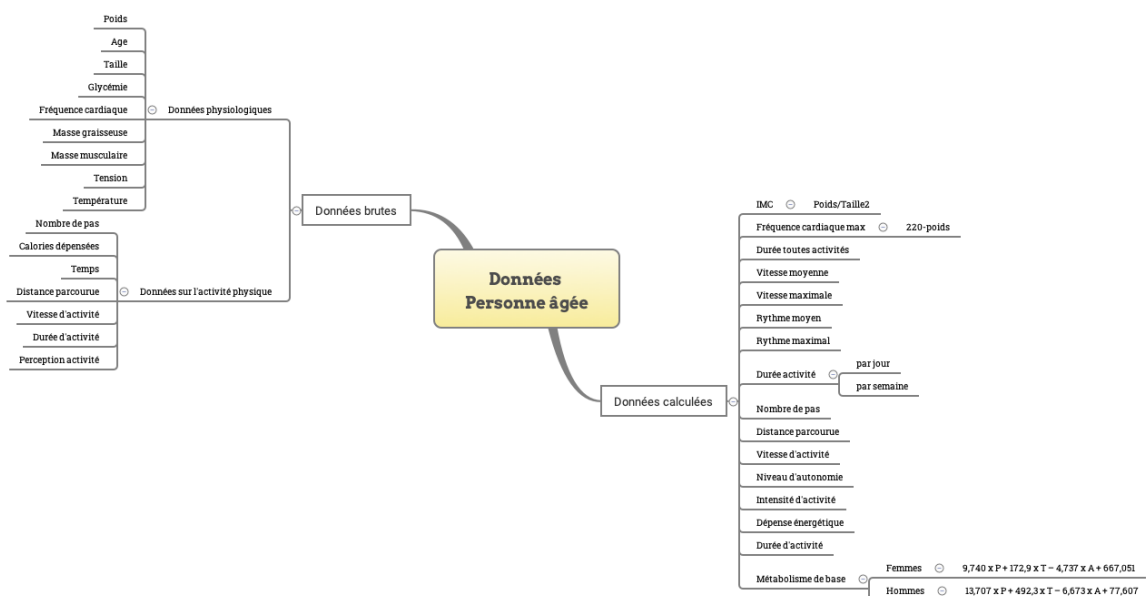 Données
Personne âgée
Données brutes
Données physiologiques
Poids
Age
Taille
Glycémie
Fréquence cardiaque
Masse graisseuse
Masse musculaire
Tension
Température
Données sur l'activité physique
Nombre de pas
Calories dépensées
Temps
Distance parcourue
Vitesse d'activité
Durée d'activité
Perception activité
Données calculées
IMC
Poids/Taille2
Fréquence cardiaque max
220-poids
Durée toutes activités
Vitesse moyenne
Vitesse maximale
Rythme moyen
Rythme maximal
Durée activité
par jour
par semaine
Nombre de pas
Distance parcourue
Vitesse d'activité
Niveau d'autonomie
Intensité d'activité
Dépense énergétique
Durée d'activité
Métabolisme de base
Femmes
9,740 x P + 172,9 x T – 4,737 x A + 667,051
Hommes
13,707 x P + 492,3 x T – 6,673 x A + 77,607